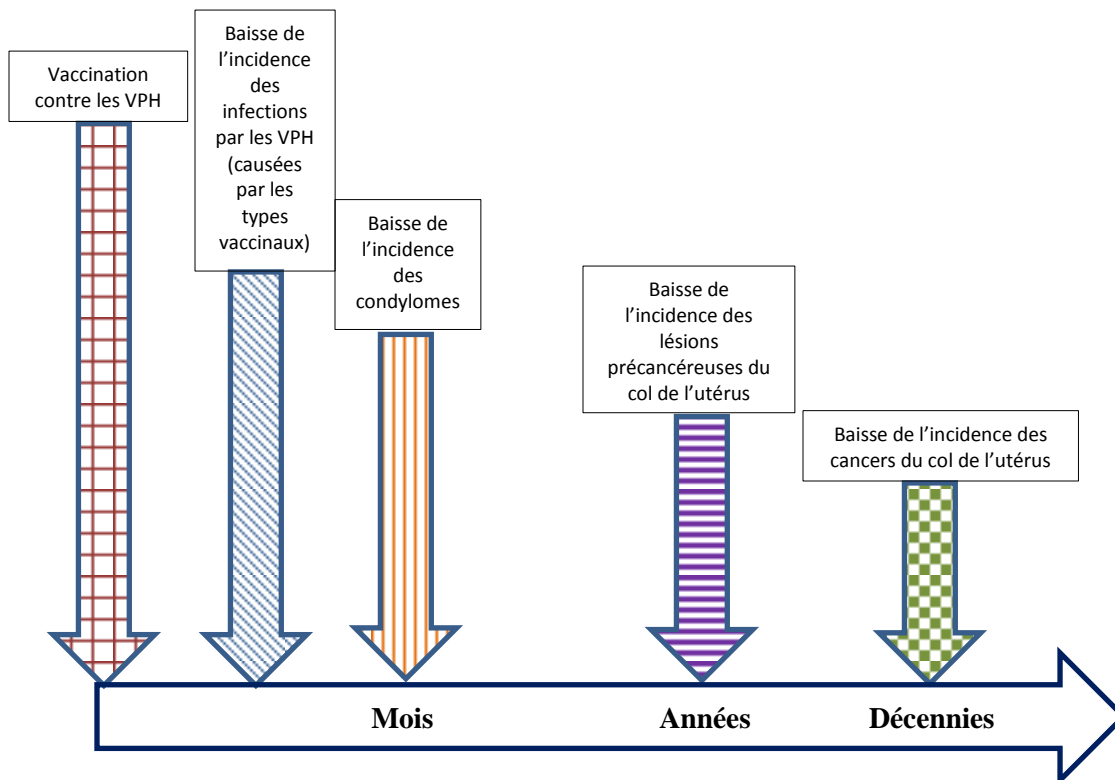 Vaccination
contre les VPH
Baisse de
l’incidence
des
infections
par les VPH
(causées
par les
types
vaccinaux)
Baisse de
l’incidence
des
condylomes
Baisse de
l’incidence des
lésions
précancéreuses du
col de l’utérus
Baisse de l’incidence des
cancers du col de l’utérus
Mois
Années
Décennies